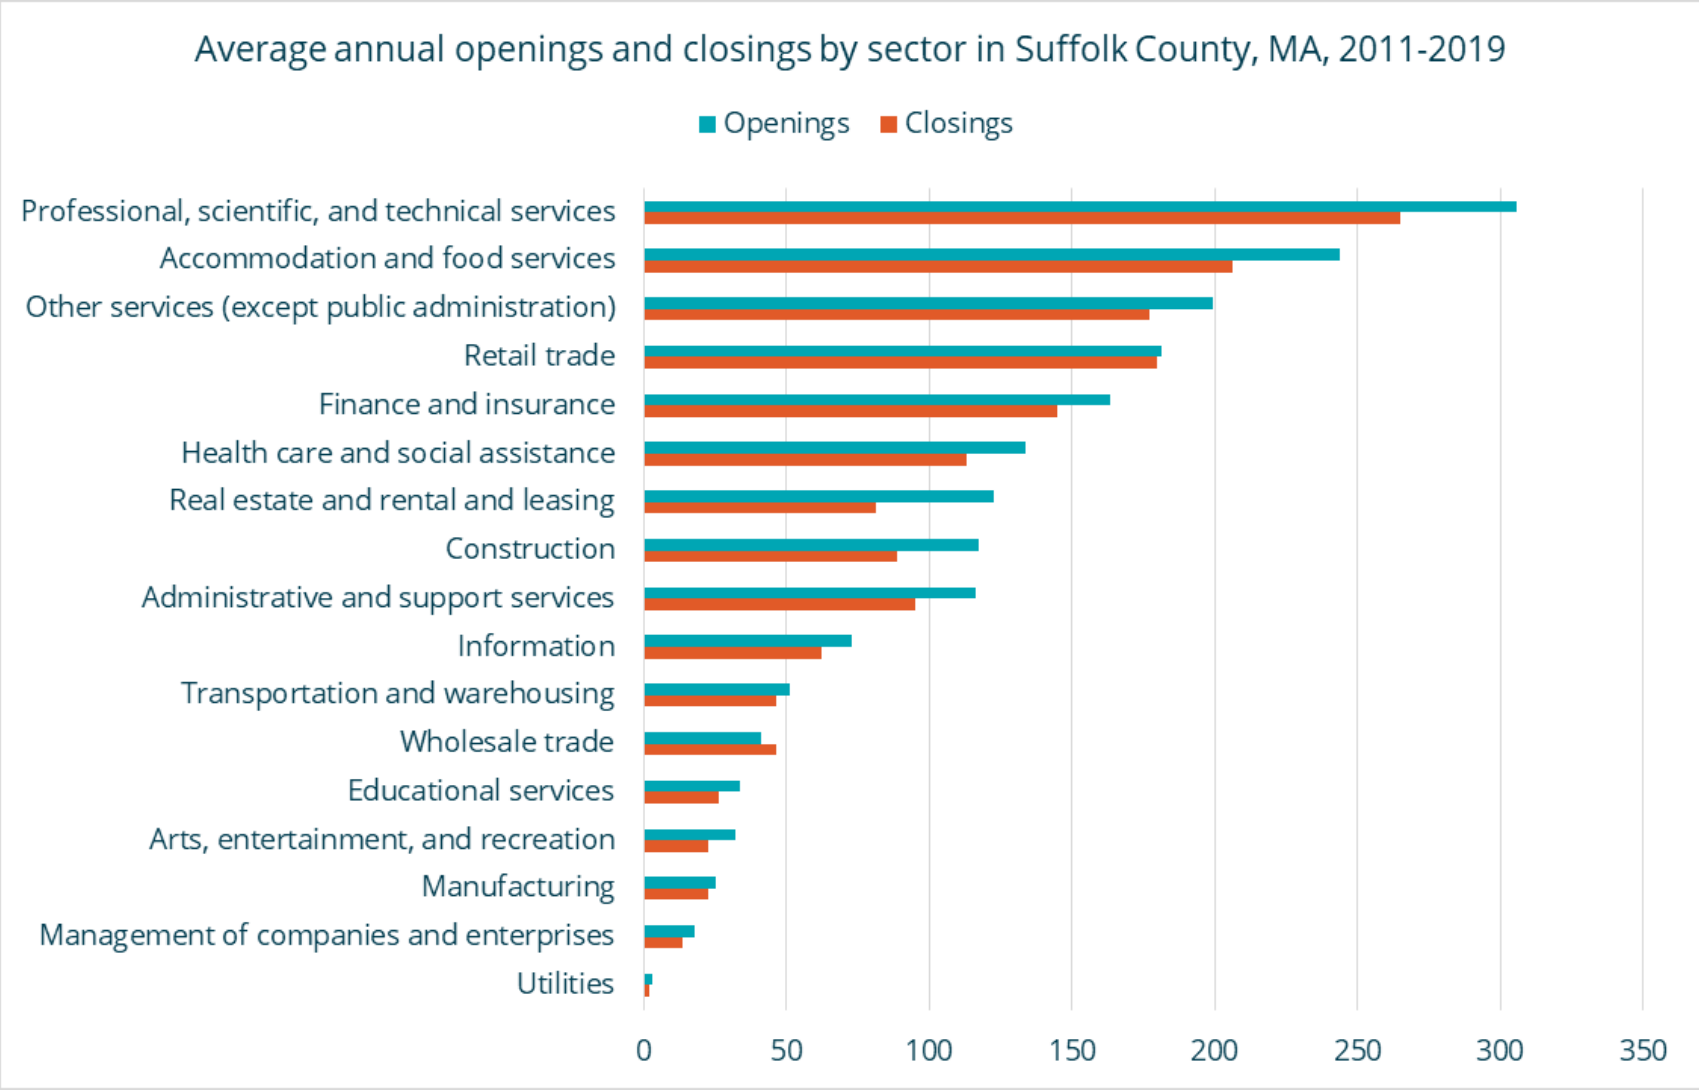 Average annual openings and closings by sector in Suffolk County, MA, 2011-2019
Openings Closings
Professional, scientific, and technical services
Accommodation and food services
Other services (except public administration)
Retail trade
Finance and insurance
Health care and social assistance
Real estate and rental and leasing
Construction
Administrative and support services
Information
Transportation and warehousing
Wholesale trade
Educational services
Arts, entertainment, and recreation
Manufacturing
Management of companies and enterprises
Utilities
0 50 100 150 200 250 300 350